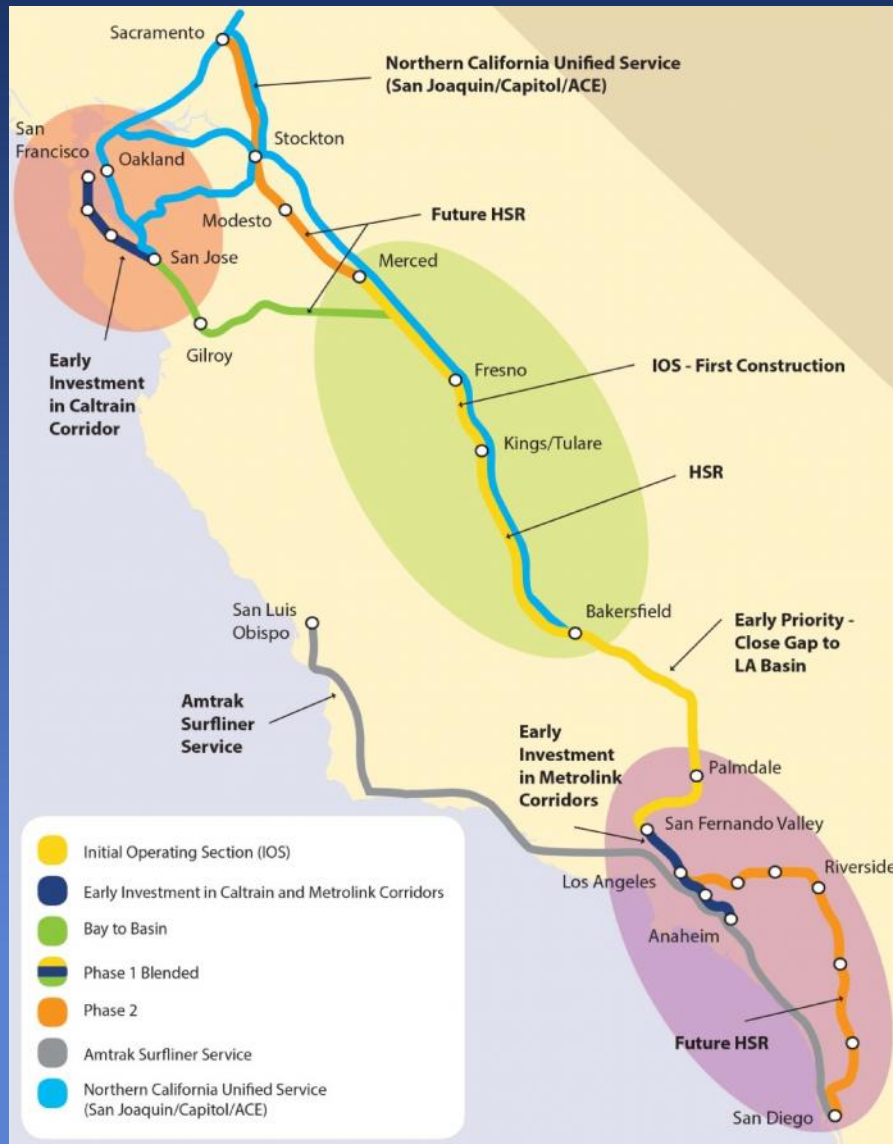 Sacramento
Northern California Unified Service
(San Joaquin/Capitol/ACE)
San
Francisco
Oakland
Stockton
Modesto
Future HSR
San Jose
Merced
Gilroy
Early
Investment
in Caltrain
Corridor
Fresno
IOS - First Construction
Kings/Tulare
HSR
San Luis
Obispo
Bakersfield
Early Priority -
Close Gap to
LA Basin
Amtrak
Surfliner
Service
Early
Investment
in Metrolink
Corridors
Palmdale
San Fernando Valley
Riverside
Los Angeles
Anaheim
Future HSR
San Diego
Initial Operating Section (IOS)
Early Investment in Caltrain and Metrolink Corridors
Bay to Basin
Phase 1 Blended
Phase 2
Amtrak Surfliner Service
Northern California Unified Service
(San Joaquin/Capitol/ACE)